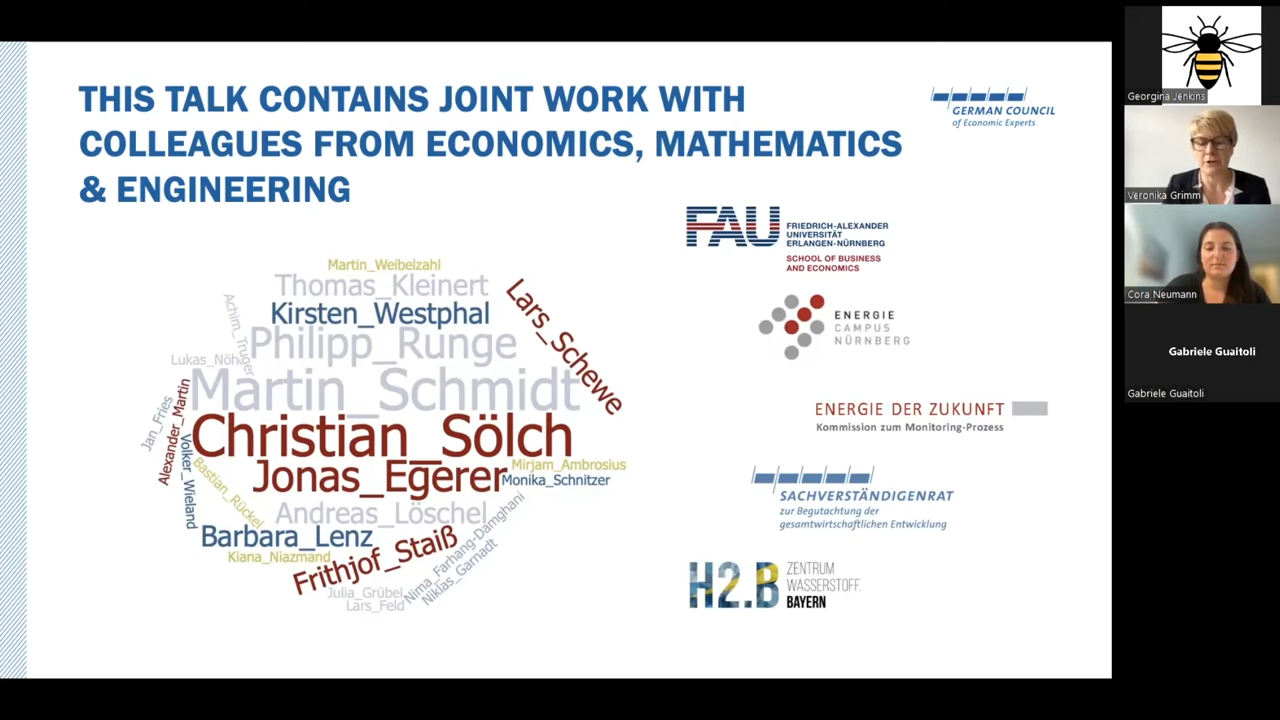 THIS TALK CONTAINS JOINT WORK WITH
COLLEAGUES FROM ECONOMICS, MATHEMATICS
& ENGINEERING
GERMAN COUNCIL
of Economic Experts
Martin_Weibelzahl
Thomas_Kleinert
Kirsten_Westphal
Lars_Schewe
Achim_Truger
Philipp_Runge
Lukas_Nöh
Martin_Schmidt
Jan_Fries
Alexander_Martin
Christian_Sölch
Volker_Wieland
Bastian_Rückel
Jonas_Egerer
Mirjam_Ambrosius
Monika_Schnitzer
Andreas_Löschel
Barbara_Lenz
Kiana_Niazmand
Frithjof_Staiß
Nima_Farhang-Damghani
Niklas_Garnadt
Julia_Grübel
Lars_Feld
FAU
FRIEDRICH-ALEXANDER
UNIVERSITÄT
ERLANGEN-NÜRNBERG
SCHOOL OF BUSINESS
AND ECONOMICS
ENERGIE
CAMPUS
NÜRNBERG
ENERGIE DER ZUKUNFT
Kommission zum Monitoring-Prozess
SACHVERSTÄNDIGENRAT
zur Begutachtung der
gesamtwirtschaftlichen Entwicklung
H2.B
ZENTRUM
WASSERSTOFF.
BAYERN
Georgina Jenkins
Veronika Grimm
Cora Neumann
Gabriele Guaitoli
Gabriele Guaitoli